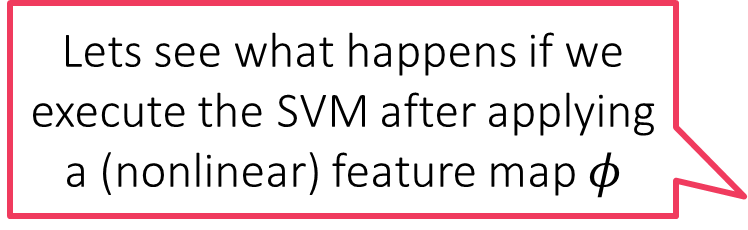 Lets see what happens if we
execute the SVM after applying
a (nonlinear) feature map ϕ